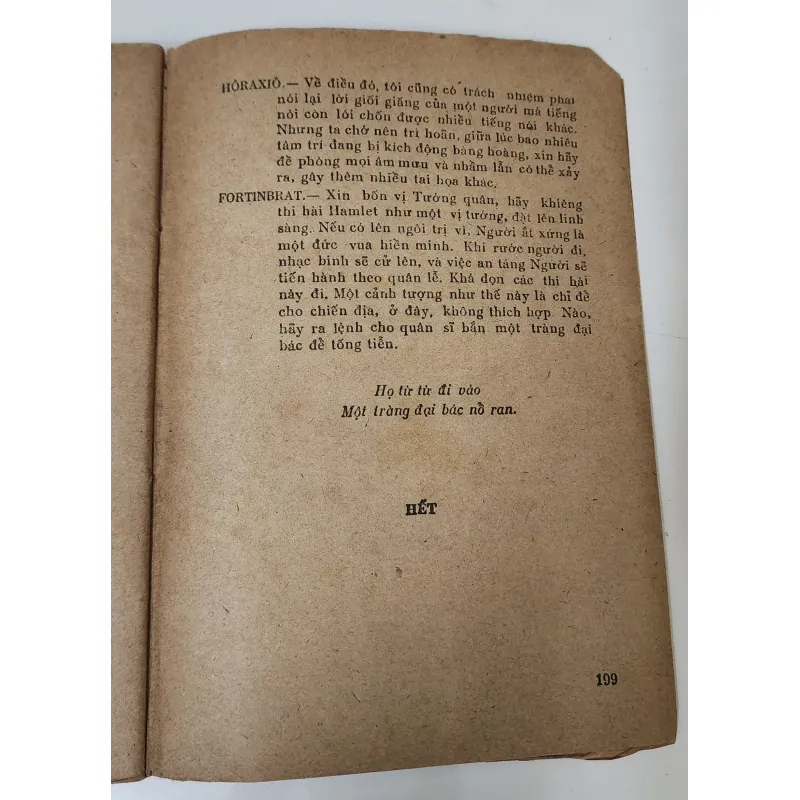 HÔRAXIÔ.— Về điều đó, tôi cũng có trách nhiệm phải
nói lại lời giối giăng của một người mà tiếng
nói còn lôi chốn được nhiều tiếng nói khác.
Nhưng ta chớ nên trì hoãn, giữa lúc bao nhiêu
tâm trí đang bị kích động bàng hoàng, xin hãy
đề phòng mọi âm mưu và nhầm lẫn có thể xảy
ra, gây thêm nhiều tai họa khác.
FORTINBRAT.— Xin bốn vị Tướng quân, hãy khiêng
thi hài Hamlet như một vị tướng, đặt lên linh
sàng. Nếu có lên ngôi trị vì, Người ắt xứng là
một đức vua hiền minh. Khi rước người đi,
nhạc binh sẽ cử lên, và việc an táng Người sẽ
tiến hành theo quân lễ. Khá dọn các thi hài
này đi. Một cảnh tượng như thế này là chỉ để
cho chiến địa, ở đây, không thích hợp. Nào,
hãy ra lệnh cho quân sĩ bắn một tràng đại
bác để tống tiễn.
Họ từ từ đi vào
Một tràng đại bác nổ ran.
HẾT
199